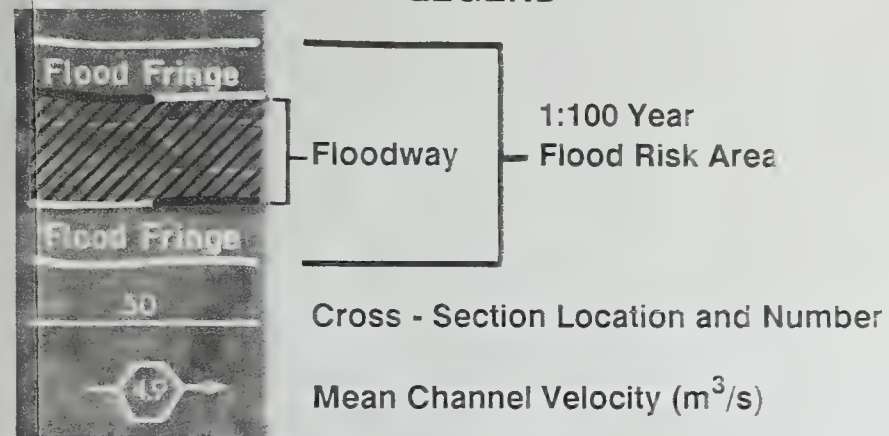 Flood Fringe
Floodway
1:100 Year
Flood Risk Area
Flood Fringe
30
Cross - Section Location and Number
Mean Channel Velocity (m³/s)